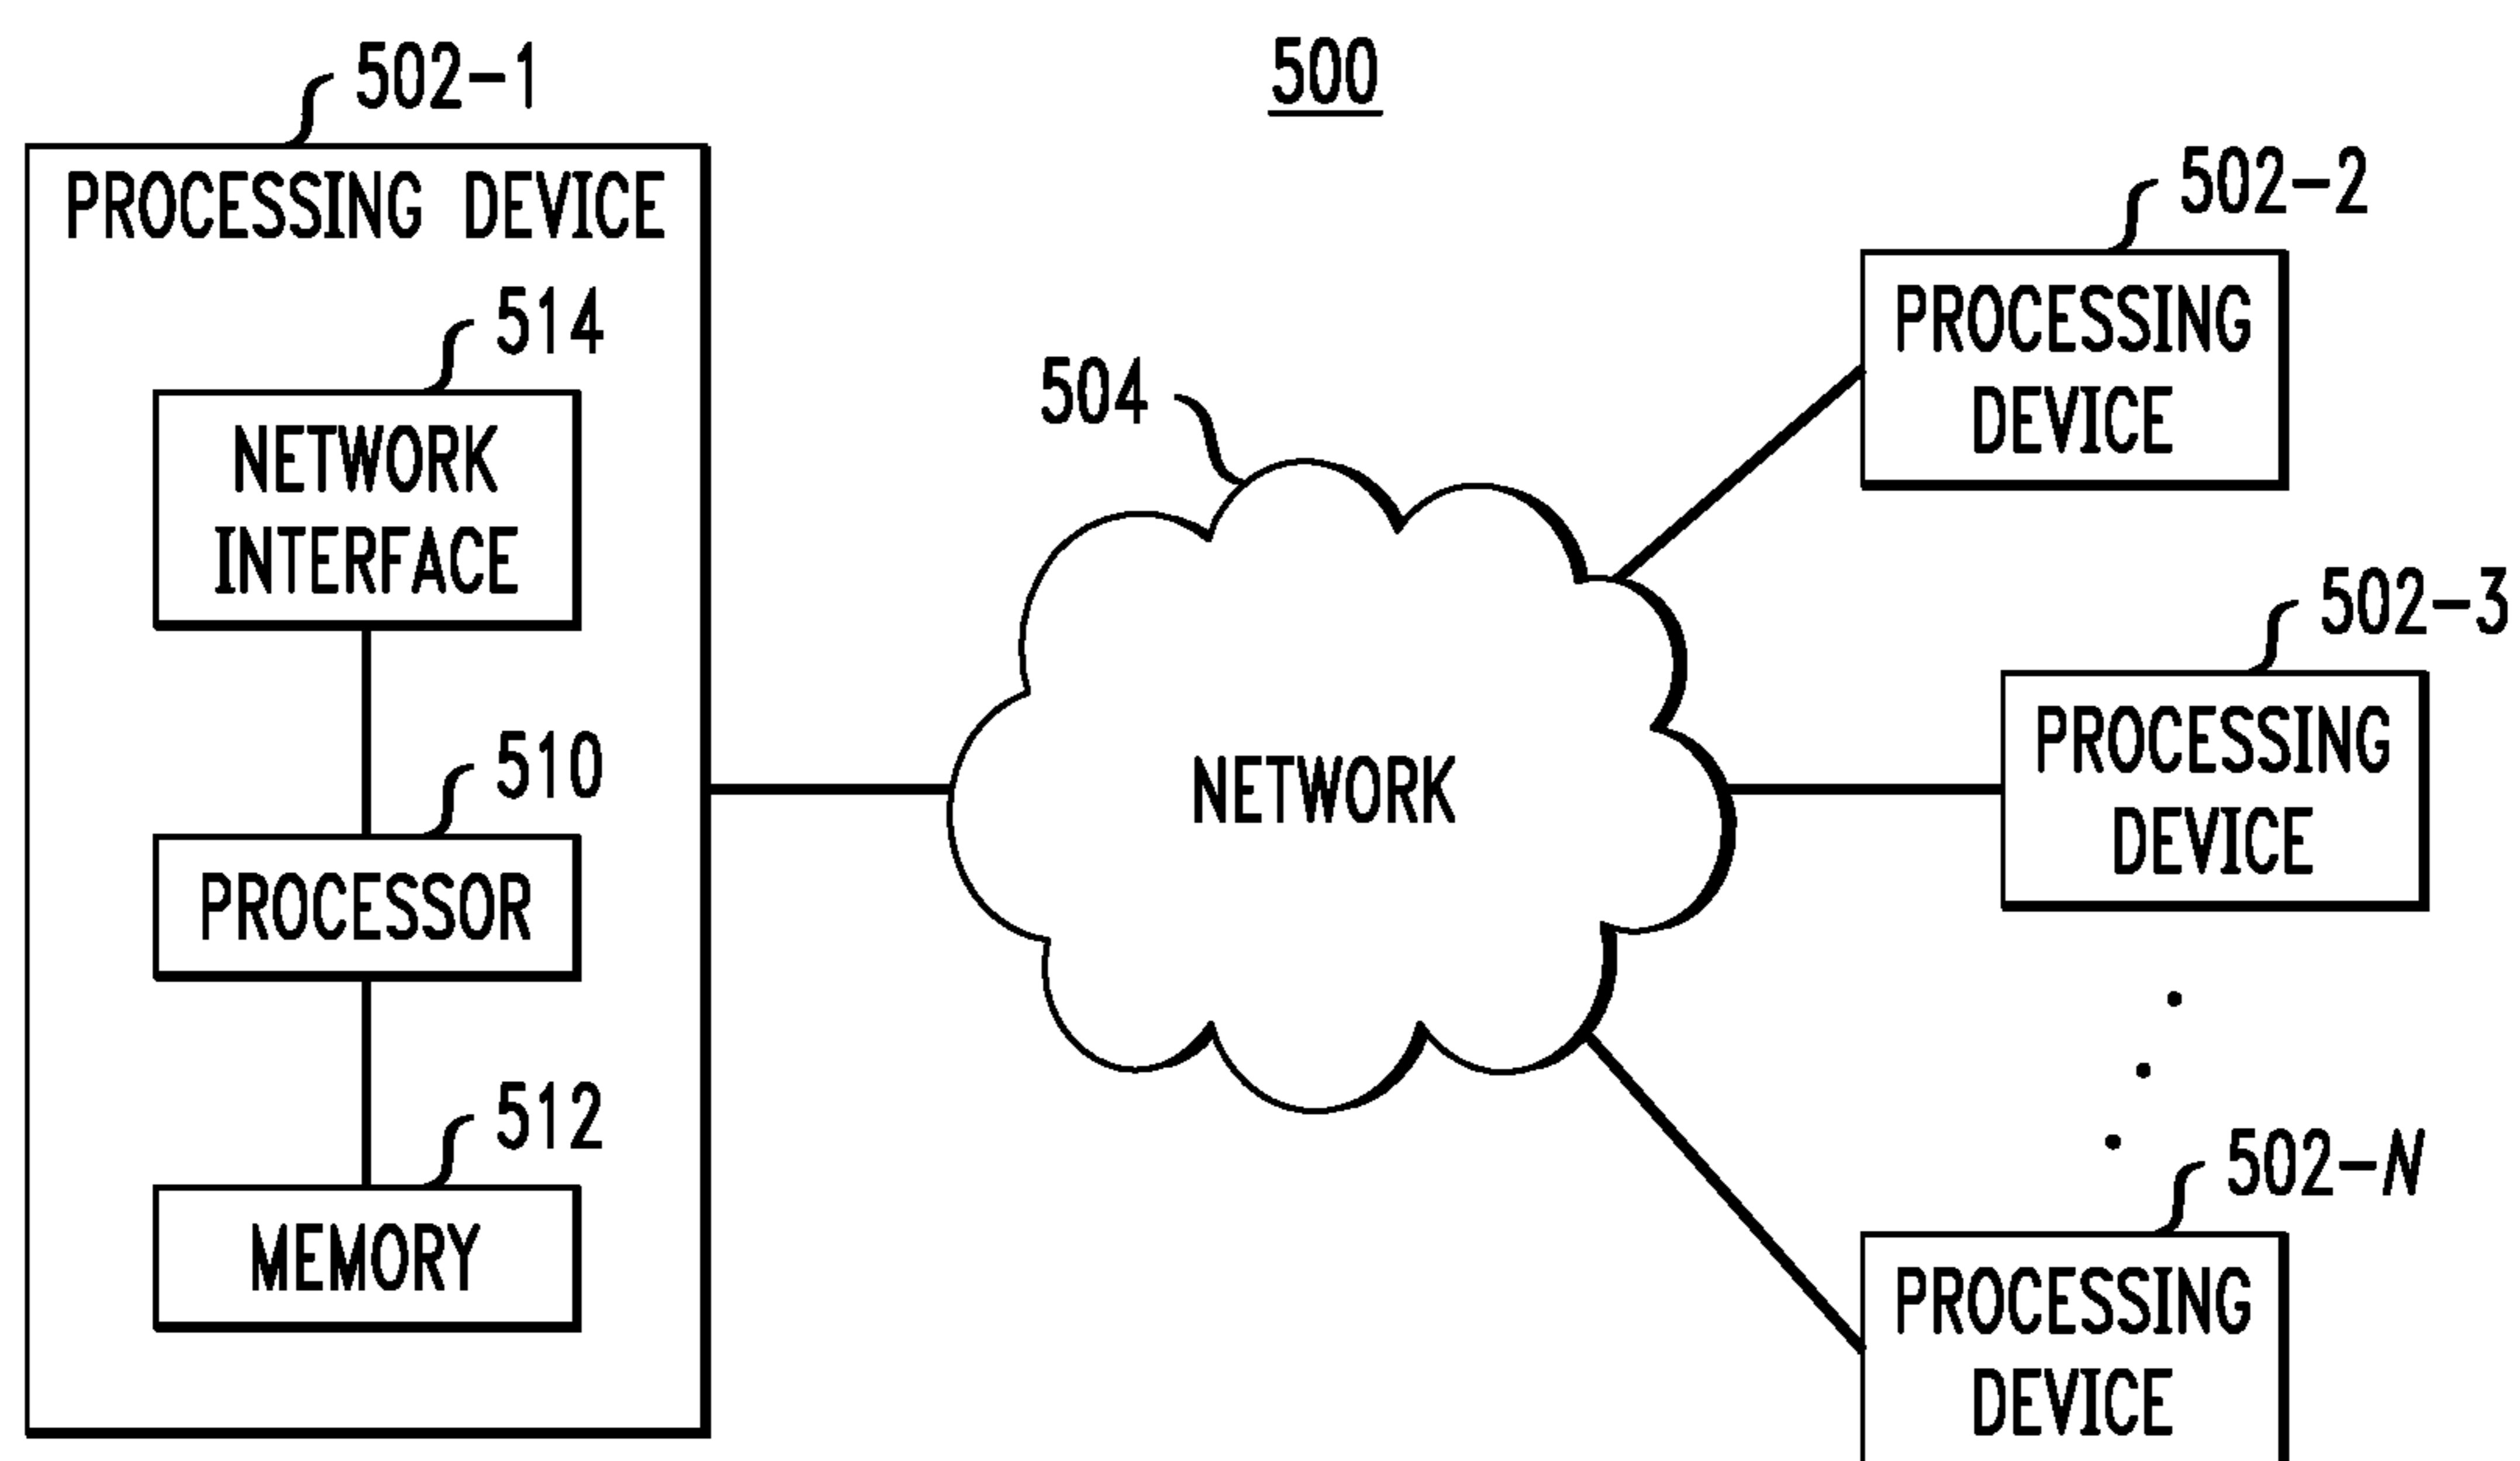 500
502-1
PROCESSING DEVICE
514
NETWORK
INTERFACE
510
PROCESSOR
512
MEMORY
504
NETWORK
502-2
PROCESSING
DEVICE
502-3
PROCESSING
DEVICE
502-N
PROCESSING
DEVICE